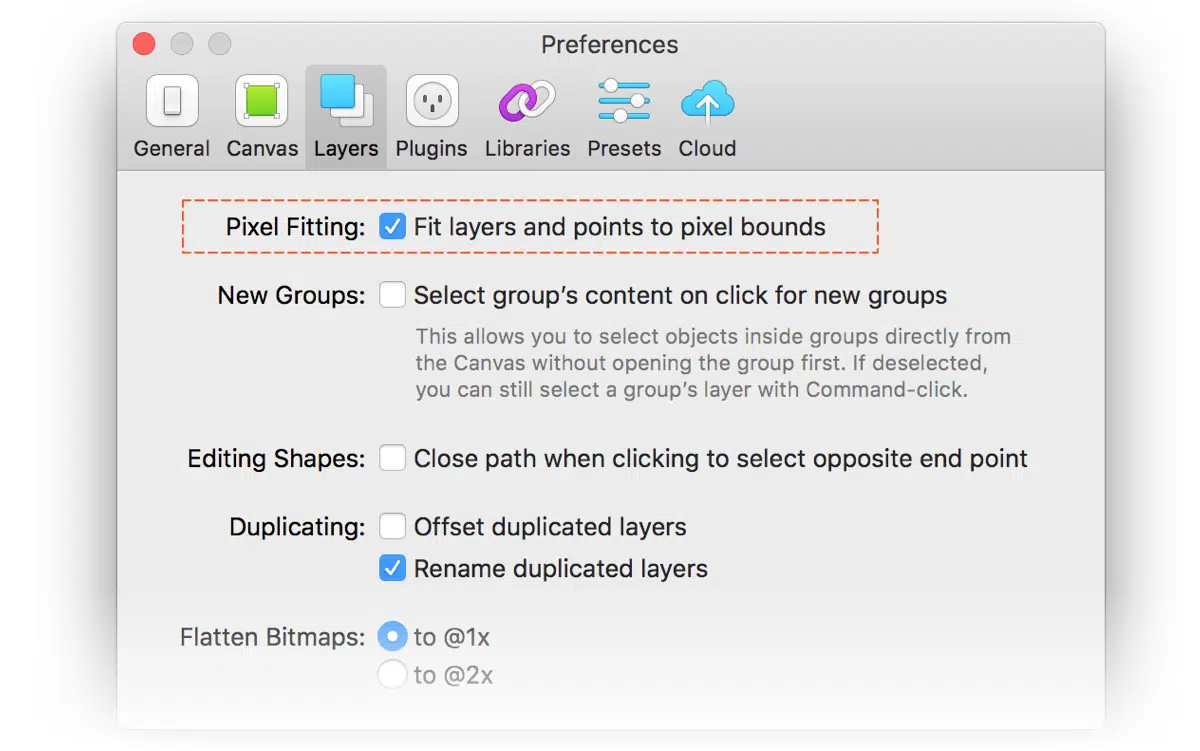 Preferences
General Canvas Layers Plugins Libraries Presets Cloud
Pixel Fitting: Fit layers and points to pixel bounds
New Groups: Select group’s content on click for new groups
This allows you to select objects inside groups directly from
the Canvas without opening the group first. If deselected,
you can still select a group’s layer with Command-click.
Editing Shapes: Close path when clicking to select opposite end point
Duplicating: Offset duplicated layers
Rename duplicated layers
Flatten Bitmaps: to @1x
to @2x